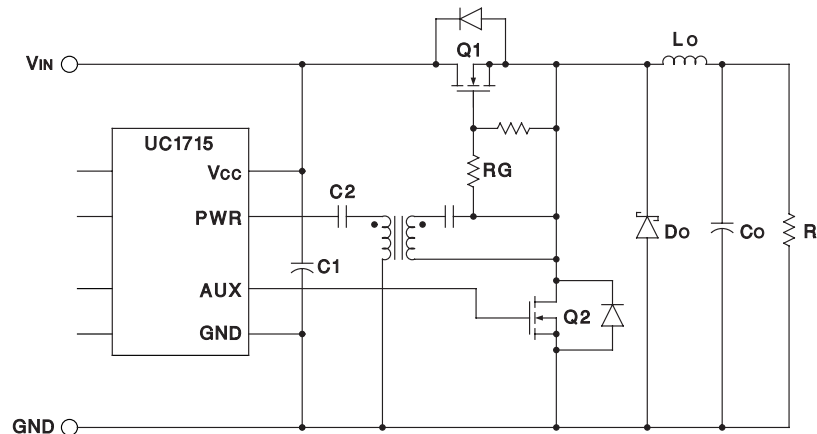 Q1
Lo
VIN
UC1715
VCC
RG
C2
PWR
Do
Co
R
C1
AUX
Q2
GND
GND